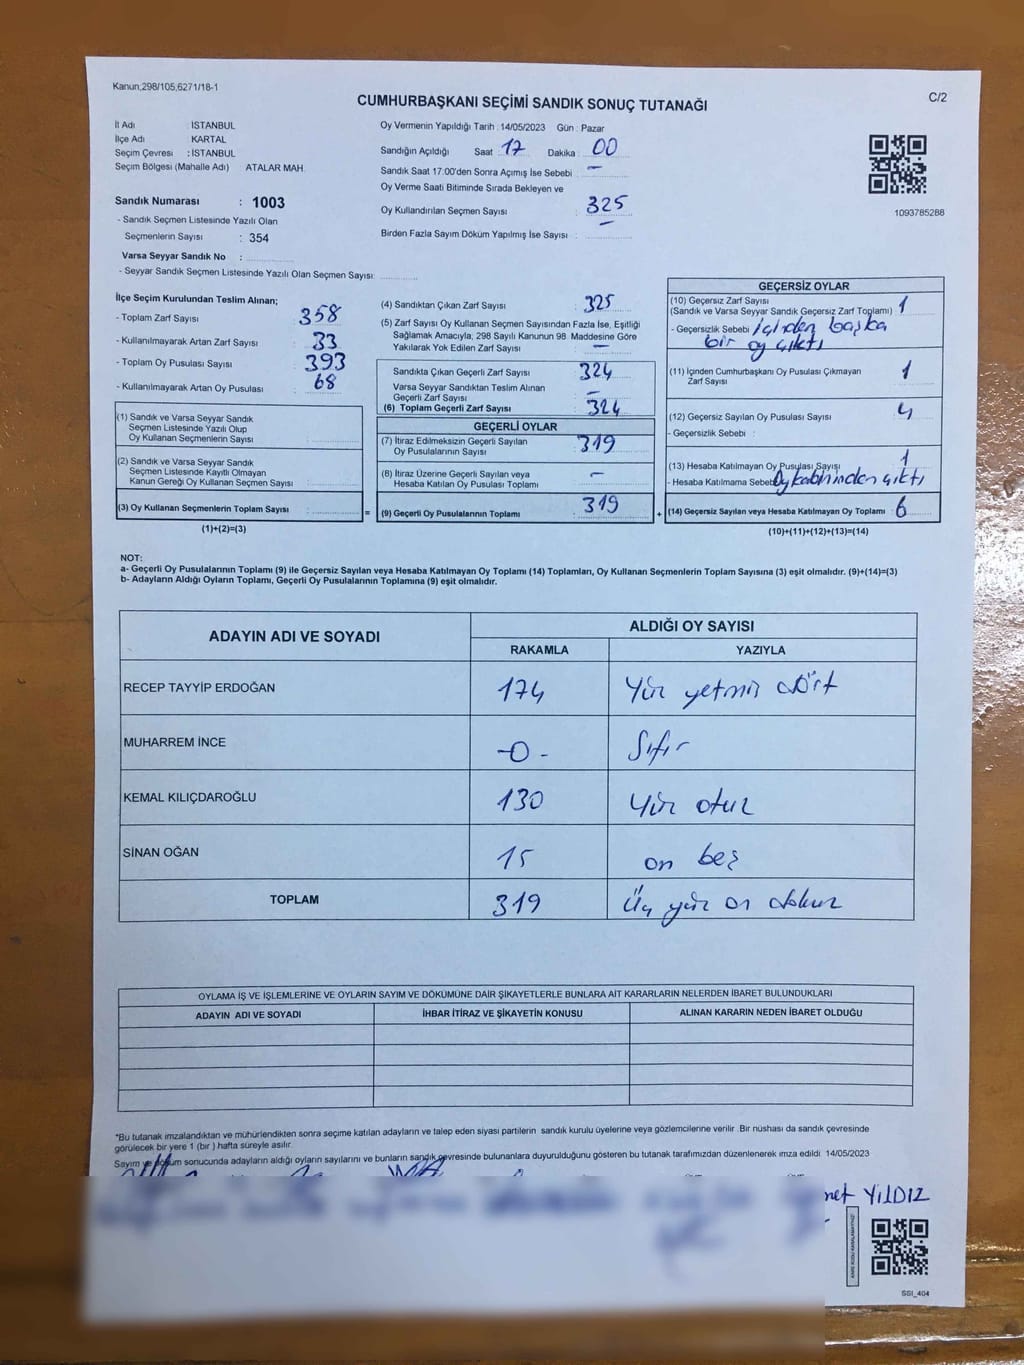 Kanun;298/105,6271/18-1
C/2
CUMHURBAŞKANI SEÇİMİ SANDIK SONUÇ TUTANAĞI
İl Adı : İSTANBUL
İlçe Adı : KARTAL
Seçim Çevresi : İSTANBUL
Seçim Bölgesi (Mahalle Adı) ATALAR MAH.
Sandık Numarası : 1003
- Sandık Seçmen Listesinde Yazılı Olan
Seçmenlerin Sayısı : 354
Varsa Seyyar Sandık No :
- Seyyar Sandık Seçmen Listesinde Yazılı Olan Seçmen Sayısı:
Oy Vermenin Yapıldığı Tarih : 14/05/2023 Gün : Pazar
Sandığın Açıldığı Saat 17 Dakika : 00
Sandık Saat 17:00'den Sonra Açımış İse Sebebi : -
Oy Verme Saati Bitiminde Sırada Bekleyen ve
Oy Kullandırılan Seçmen Sayısı : 325
Birden Fazla Sayım Döküm Yapılmış İse Sayısı : -
1093785288
İlçe Seçim Kurulundan Teslim Alınan;
- Toplam Zarf Sayısı : 358
- Kullanılmayarak Artan Zarf Sayısı : 33
- Toplam Oy Pusulası Sayısı : 393
- Kullanılmayarak Artan Oy Pusulası : 68
(1) Sandık ve Varsa Seyyar Sandık
Seçmen Listesinde Yazılı Olup
Oy Kullanan Seçmenlerin Sayısı :
(2) Sandık ve Varsa Seyyar Sandık
Seçmen Listesinde Kayıtlı Olmayan
Kanun Gereği Oy Kullanan Seçmen Sayısı :
(3) Oy Kullanan Seçmenlerin Toplam Sayısı :
(1)+(2)=(3)
=
(4) Sandıktan Çıkan Zarf Sayısı : 325
(5) Zarf Sayısı Oy Kullanan Seçmen Sayısından Fazla İse, Eşitliği
Sağlamak Amacıyla; 298 Sayılı Kanunun 98. Maddesine Göre
Yakılarak Yok Edilen Zarf Sayısı : -
Sandıkta Çıkan Geçerli Zarf Sayısı : 324
Varsa Seyyar Sandıktan Teslim Alınan
Geçerli Zarf Sayısı : -
(6) Toplam Geçerli Zarf Sayısı : 324
GEÇERLİ OYLAR
(7) İtiraz Edilmeksizin Geçerli Sayılan
Oy Pusulalarının Sayısı : 319
(8) İtiraz Üzerine Geçerli Sayılan veya
Hesaba Katılan Oy Pusulası Toplamı : -
(9) Geçerli Oy Pusulalarının Toplamı : 319
+
GEÇERSİZ OYLAR
(10) Geçersiz Zarf Sayısı
(Sandık ve Varsa Seyyar Sandık Geçersiz Zarf Toplamı) : 1
- Geçersizlik Sebebi : içinden başka
bir oy çıktı
(11) İçinden Cumhurbaşkanı Oy Pusulası Çıkmayan
Zarf Sayısı : 1
(12) Geçersiz Sayılan Oy Pusulası Sayısı : 4
- Geçersizlik Sebebi :
(13) Hesaba Katılmayan Oy Pusulası Sayısı : 1
- Hesaba Katılmama Sebebi Oy kabininden çıktı
(14) Geçersiz Sayılan veya Hesaba Katılmayan Oy Toplamı : 6
(10)+(11)+(12)+(13)=(14)
NOT:
a- Geçerli Oy Pusulalarının Toplamı (9) ile Geçersiz Sayılan veya Hesaba Katılmayan Oy Toplamı (14) Toplamları, Oy Kullanan Seçmenlerin Toplam Sayısına (3) eşit olmalıdır. (9)+(14)=(3)
b- Adayların Aldığı Oyların Toplamı, Geçerli Oy Pusulalarının Toplamına (9) eşit olmalıdır.
ADAYIN ADI VE SOYADI ALDIĞI OY SAYISI
RAKAMLA YAZIYLA
RECEP TAYYİP ERDOĞAN 174 Yüz yetmiş dört
MUHARREM İNCE -0- Sıfır
KEMAL KILIÇDAROĞLU 130 Yüz otuz
SİNAN OĞAN 15 on beş
TOPLAM 319 Üç yüz on dokuz
OYLAMA İŞ VE İŞLEMLERİNE VE OYLARIN SAYIM VE DÖKÜMÜNE DAİR ŞİKAYETLERLE BUNLARA AİT KARARLARIN NELERDEN İBARET BULUNDUKLARI
ADAYIN ADI VE SOYADI İHBAR İTİRAZ VE ŞİKAYETİN KONUSU ALINAN KARARIN NEDEN İBARET OLDUĞU
*Bu tutanak imzalandıktan ve mühürlendikten sonra seçime katılan adayların ve talep eden siyasi partilerin sandık kurulu üyelerine veya gözlemcilerine verilir .Bir nüshası da sandık çevresinde
görülecek bir yere 1 (bir ) hafta süreyle asılır.
Sayım ve döküm sonucunda adayların aldığı oyların sayılarını ve bunların sandık çevresinde bulunanlara duyurulduğunu gösteren bu tutanak tarafımızdan düzenlenerek imza edildi. 14/05/2023
net YILDIZ
SSI_404